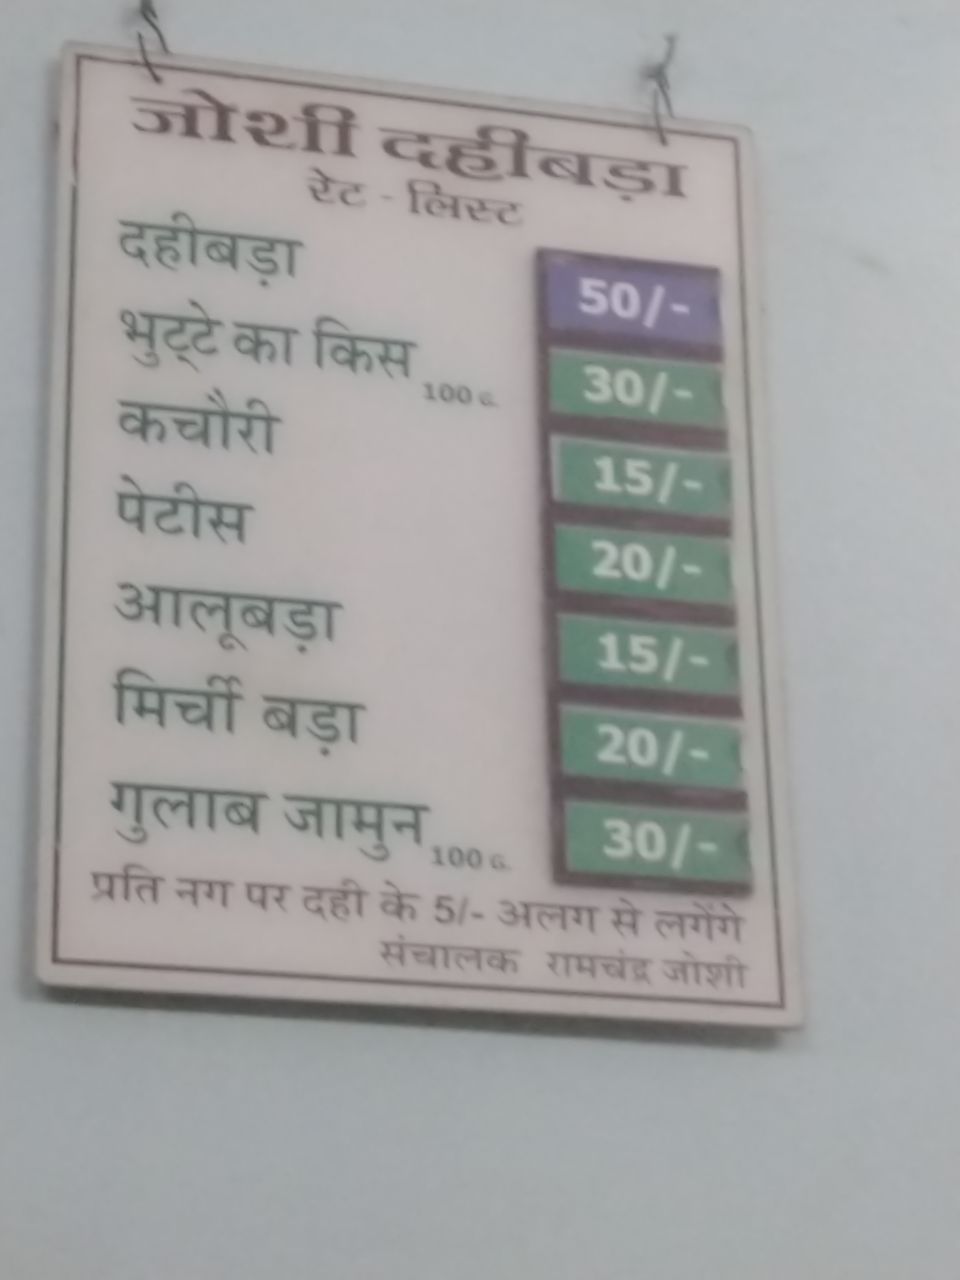 जोशी दहीबड़ा
रेट - लिस्ट
दहीबड़ा 50/-
भुट्टे का किस 100 G. 30/-
कचौरी 15/-
पेटीस 20/-
आलूबड़ा 15/-
मिर्ची बड़ा 20/-
गुलाब जामुन 100 G. 30/-
प्रति नग पर दही के 5/- अलग से लगेंगे
संचालक रामचंद्र जोशी